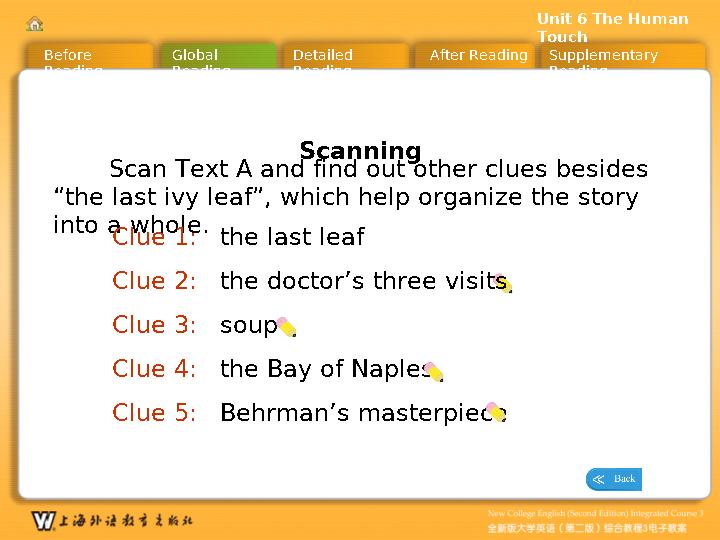 Unit 6 The Human
Touch
Before
Reading
Global
Reading
Detailed
Reading
After Reading
Supplementary
Reading
Scanning
Scan Text A and find out other clues besides
“the last ivy leaf”, which help organize the story
into a whole.
Clue 1: the last leaf
Clue 2: the doctor’s three visits
Clue 3: soup
Clue 4: the Bay of Naples
Clue 5: Behrman’s masterpiece
Back
W 上海外语教育出版社
New College English (Second Edition) Integrated Course 3
全新版大学英语（第二版）综合教程3电子教案